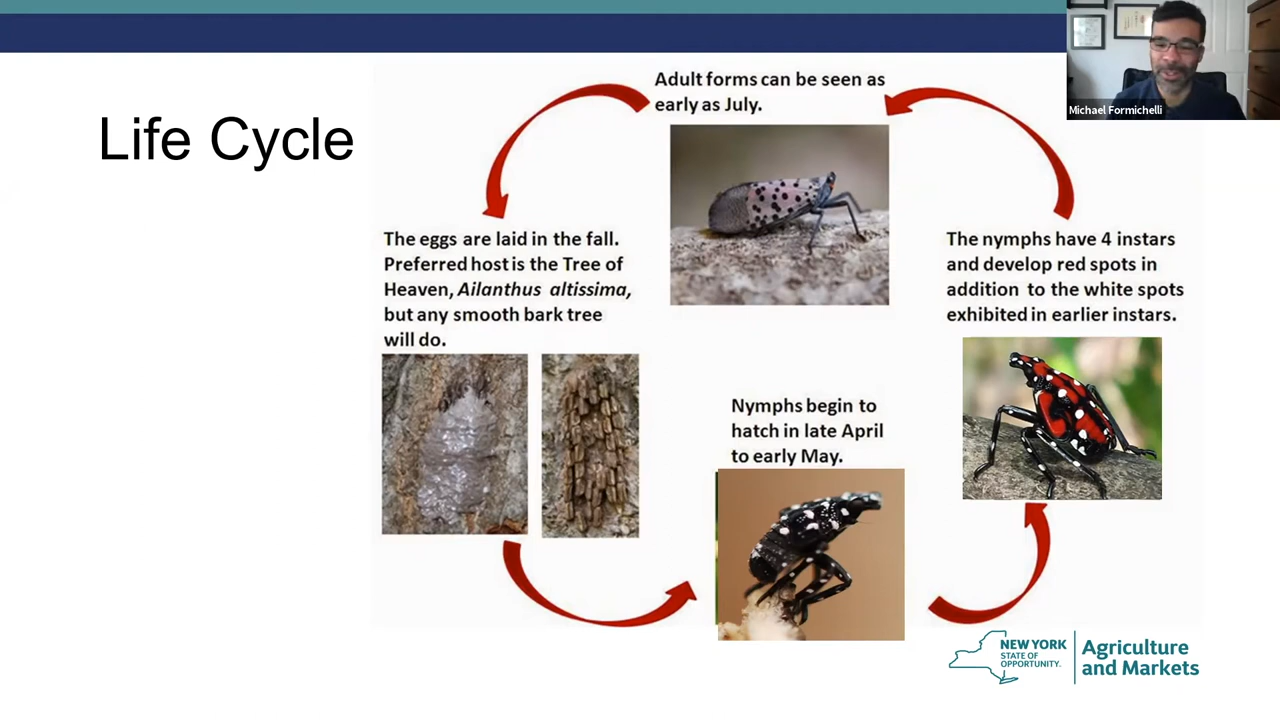 Life Cycle
Adult forms can be seen as
early as July.
Michael Formichelli
The eggs are laid in the fall.
Preferred host is the Tree of
Heaven, Ailanthus altissima,
but any smooth bark tree
will do.
Nymphs begin to
hatch in late April
to early May.
The nymphs have 4 instars
and develop red spots in
addition to the white spots
exhibited in earlier instars.
NEW YORK
STATE OF
OPPORTUNITY.
Agriculture
and Markets